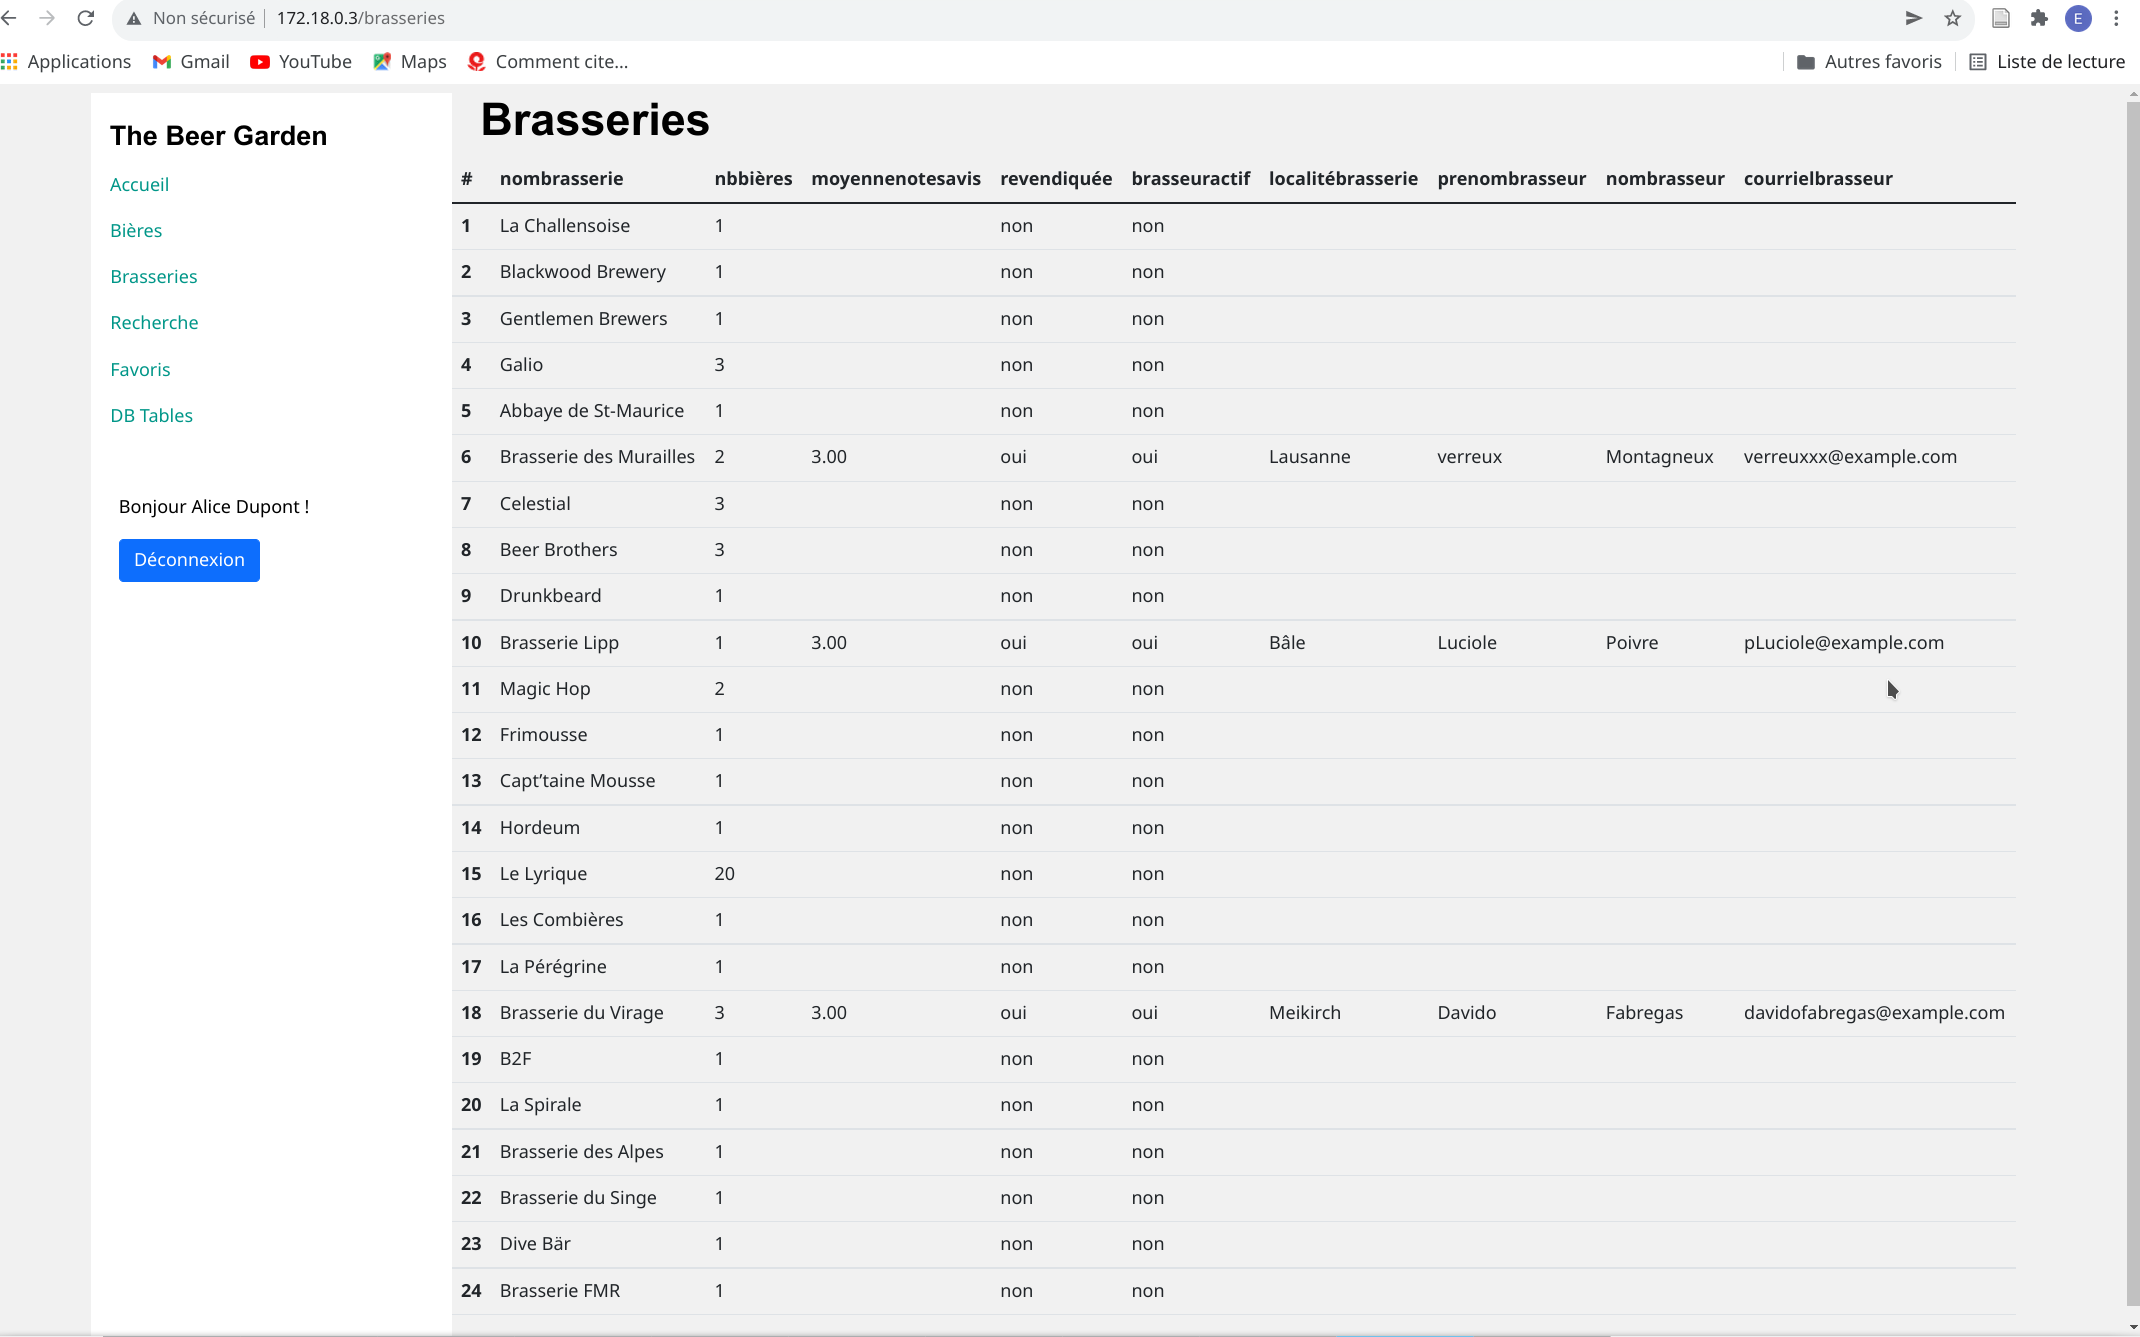 Non sécurisé 172.18.0.3/brasseries E
Applications Gmail YouTube Maps Comment cite... Autres favoris Liste de lecture
The Beer Garden
Accueil
Bières
Brasseries
Recherche
Favoris
DB Tables
Bonjour Alice Dupont !
Déconnexion
Brasseries
# nombrasserie nbbières moyennenotesavis revendiquée brasseuractif localitébrasserie prenombrasseur nombrasseur courrielbrasseur
1 La Challensoise 1 non non
2 Blackwood Brewery 1 non non
3 Gentlemen Brewers 1 non non
4 Galio 3 non non
5 Abbaye de St-Maurice 1 non non
6 Brasserie des Murailles 2 3.00 oui oui Lausanne verreux Montagneux verreuxxx@example.com
7 Celestial 3 non non
8 Beer Brothers 3 non non
9 Drunkbeard 1 non non
10 Brasserie Lipp 1 3.00 oui oui Bâle Luciole Poivre pLuciole@example.com
11 Magic Hop 2 non non
12 Frimousse 1 non non
13 Capt’taine Mousse 1 non non
14 Hordeum 1 non non
15 Le Lyrique 20 non non
16 Les Combières 1 non non
17 La Pérégrine 1 non non
18 Brasserie du Virage 3 3.00 oui oui Meikirch Davido Fabregas davidofabregas@example.com
19 B2F 1 non non
20 La Spirale 1 non non
21 Brasserie des Alpes 1 non non
22 Brasserie du Singe 1 non non
23 Dive Bär 1 non non
24 Brasserie FMR 1 non non